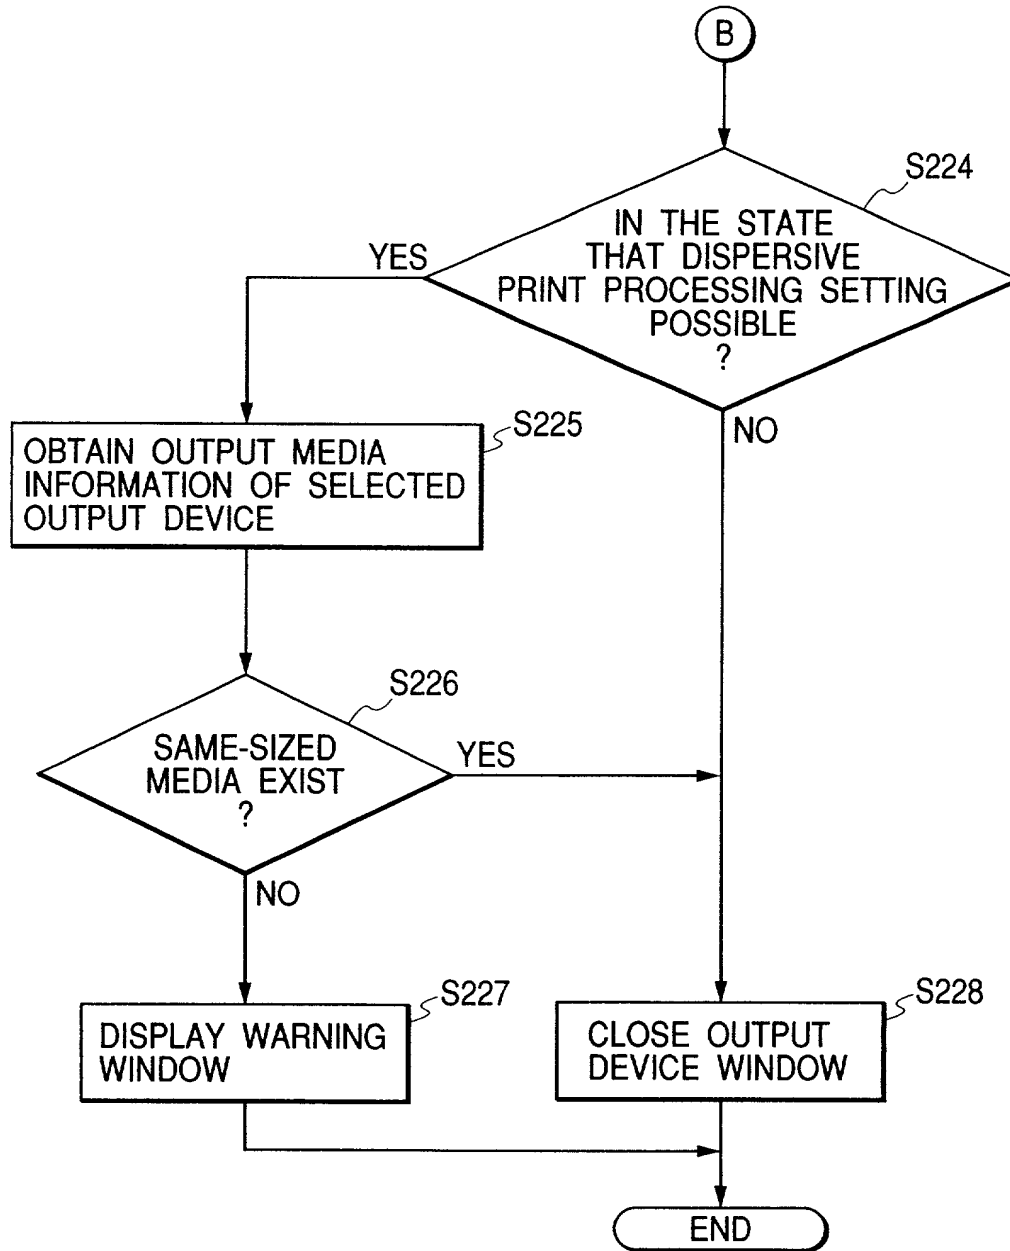 B
S224
IN THE STATE
THAT DISPERSIVE
PRINT PROCESSING SETTING
POSSIBLE
?
YES
NO
S225
OBTAIN OUTPUT MEDIA
INFORMATION OF SELECTED
OUTPUT DEVICE
S226
SAME-SIZED
MEDIA EXIST
?
YES
NO
S227
DISPLAY WARNING
WINDOW
S228
CLOSE OUTPUT
DEVICE WINDOW
END